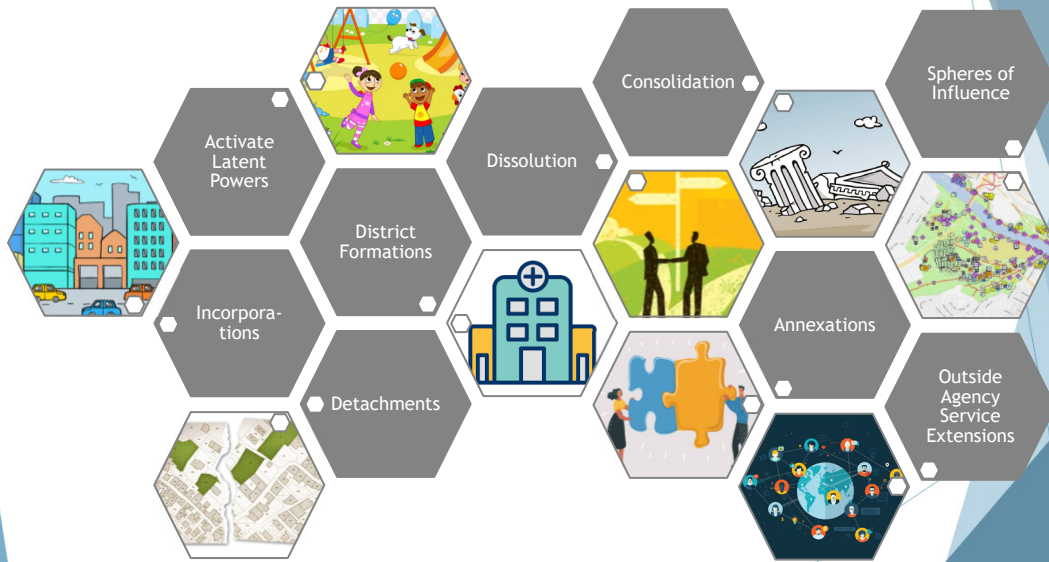 Activate
Latent
Powers
Incorpora-
tions
District
Formations
Detachments
Dissolution
Consolidation
Annexations
Spheres of
Influence
Outside
Agency
Service
Extensions